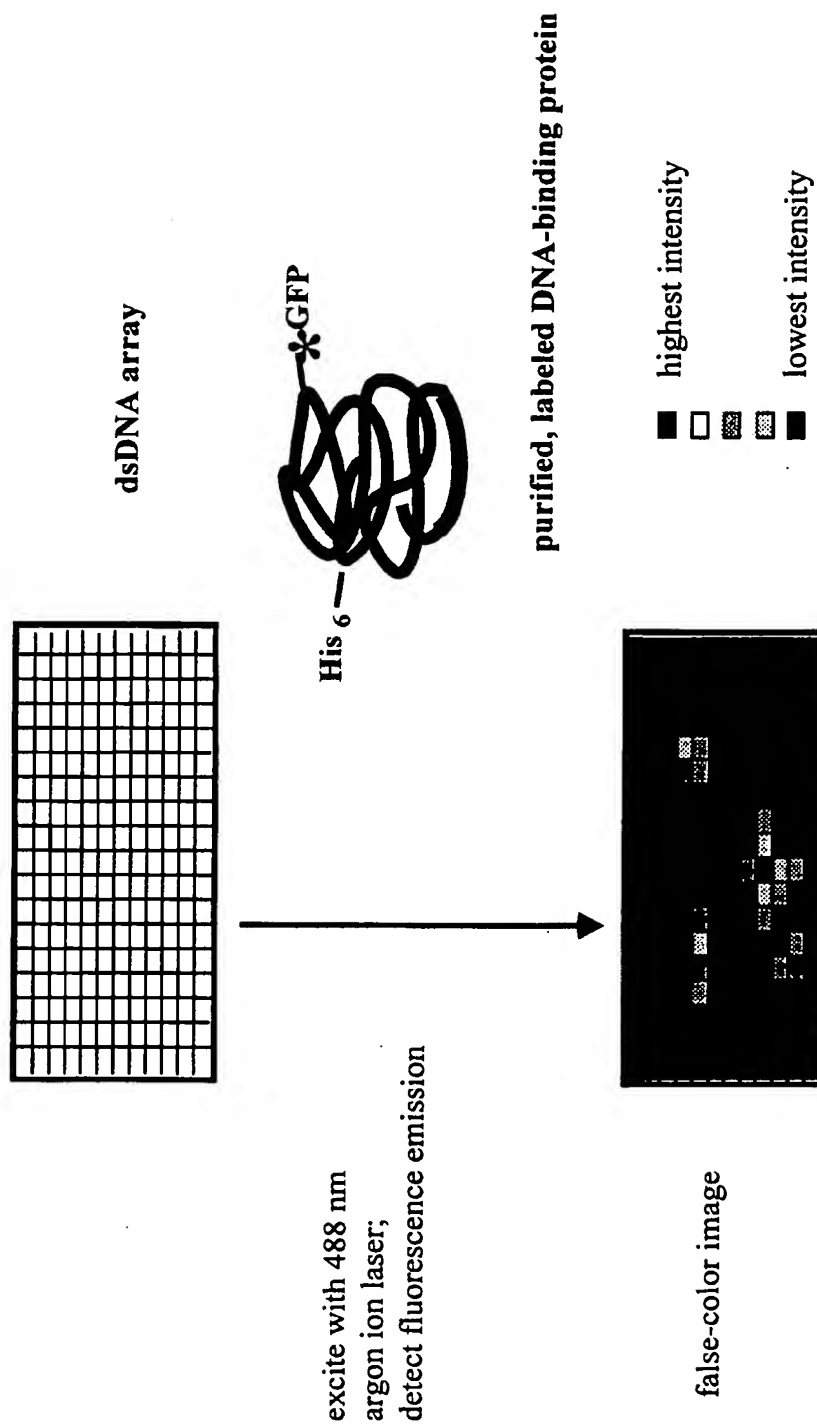 dsDNA array
His 6
GFP
purified, labeled DNA-binding protein
excite with 488 nm
argon ion laser;
detect fluorescence emission
false-color image
highest intensity
lowest intensity